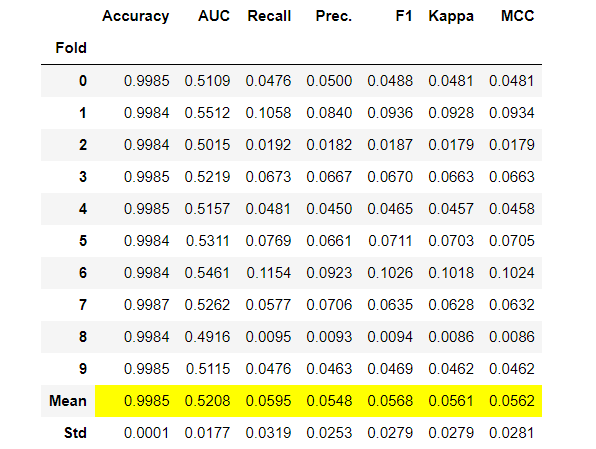 Accuracy AUC Recall Prec. F1 Kappa MCC
Fold
0 0.9985 0.5109 0.0476 0.0500 0.0488 0.0481 0.0481
1 0.9984 0.5512 0.1058 0.0840 0.0936 0.0928 0.0934
2 0.9984 0.5015 0.0192 0.0182 0.0187 0.0179 0.0179
3 0.9985 0.5219 0.0673 0.0667 0.0670 0.0663 0.0663
4 0.9985 0.5157 0.0481 0.0450 0.0465 0.0457 0.0458
5 0.9984 0.5311 0.0769 0.0661 0.0711 0.0703 0.0705
6 0.9984 0.5461 0.1154 0.0923 0.1026 0.1018 0.1024
7 0.9987 0.5262 0.0577 0.0706 0.0635 0.0628 0.0632
8 0.9984 0.4916 0.0095 0.0093 0.0094 0.0086 0.0086
9 0.9985 0.5115 0.0476 0.0463 0.0469 0.0462 0.0462
Mean 0.9985 0.5208 0.0595 0.0548 0.0568 0.0561 0.0562
Std 0.0001 0.0177 0.0319 0.0253 0.0279 0.0279 0.0281